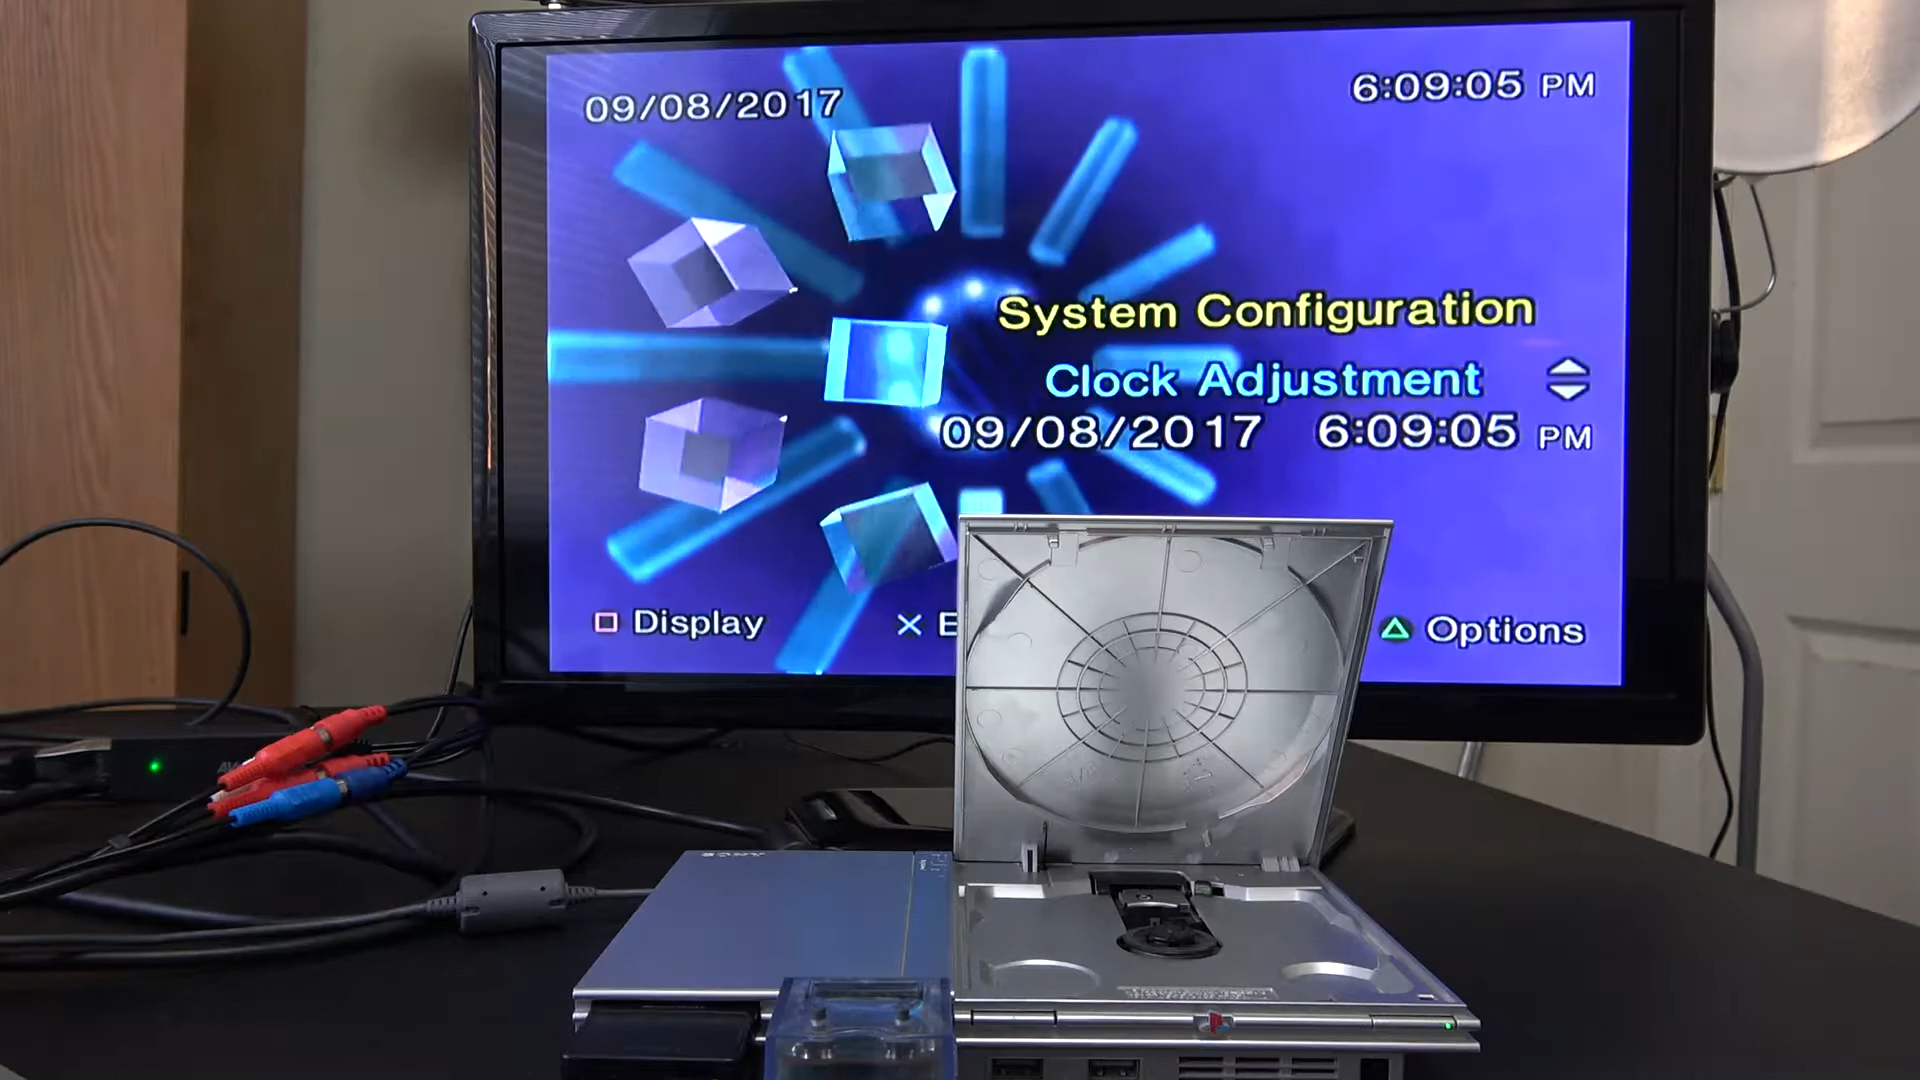 09/08/2017
6:09:05 PM
System Configuration
Clock Adjustment
09/08/2017 6:09:05 PM
□ Display
✕ E
△ Options
SONY